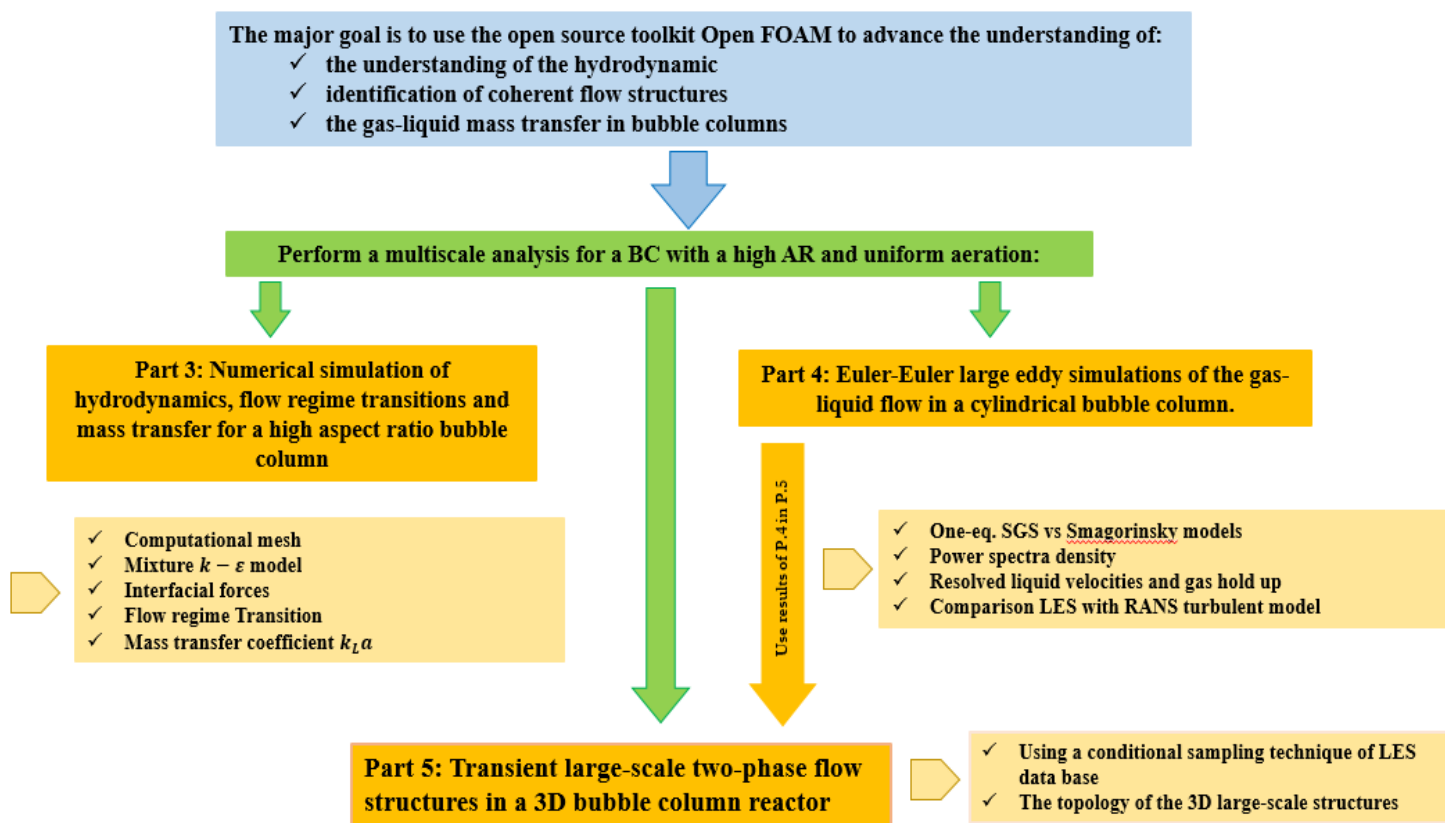 The major goal is to use the open source toolkit Open FOAM to advance the understanding of:
✓ the understanding of the hydrodynamic
✓ identification of coherent flow structures
✓ the gas-liquid mass transfer in bubble columns
Perform a multiscale analysis for a BC with a high AR and uniform aeration:
Part 3: Numerical simulation of
hydrodynamics, flow regime transitions and
mass transfer for a high aspect ratio bubble
column
Part 4: Euler-Euler large eddy simulations of the gas-
liquid flow in a cylindrical bubble column.
✓ Computational mesh
✓ Mixture k − ε model
✓ Interfacial forces
✓ Flow regime Transition
✓ Mass transfer coefficient k_L a
Use results of P.4 in P.5
✓ One-eq. SGS vs Smagorinsky models
✓ Power spectra density
✓ Resolved liquid velocities and gas hold up
✓ Comparison LES with RANS turbulent model
Part 5: Transient large-scale two-phase flow
structures in a 3D bubble column reactor
✓ Using a conditional sampling technique of LES
data base
✓ The topology of the 3D large-scale structures